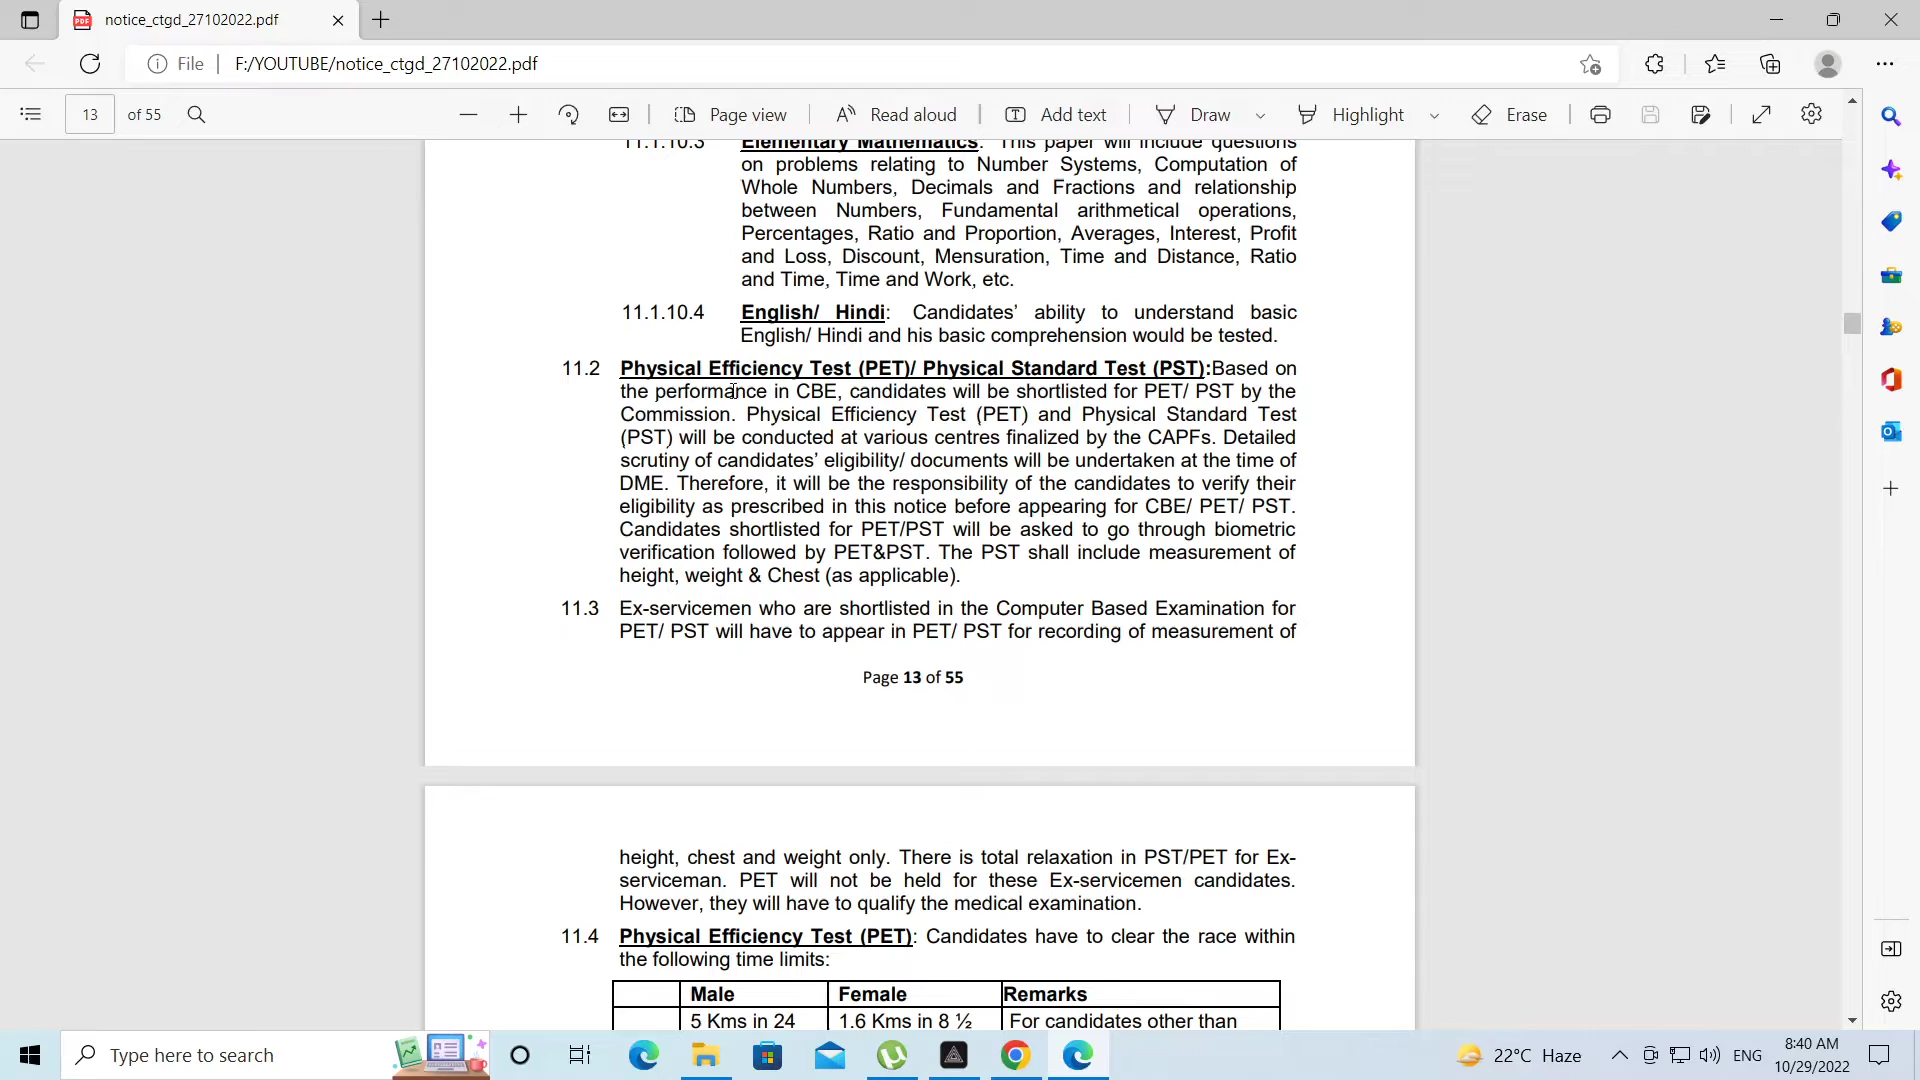 notice_ctgd_27102022.pdf
File F:/YOUTUBE/notice_ctgd_27102022.pdf
13 of 55 Page view Read aloud Add text Draw Highlight Erase
11.1.10.3 Elementary Mathematics: This paper will include questions
on problems relating to Number Systems, Computation of
Whole Numbers, Decimals and Fractions and relationship
between Numbers, Fundamental arithmetical operations,
Percentages, Ratio and Proportion, Averages, Interest, Profit
and Loss, Discount, Mensuration, Time and Distance, Ratio
and Time, Time and Work, etc.
11.1.10.4 English/ Hindi: Candidates’ ability to understand basic
English/ Hindi and his basic comprehension would be tested.
11.2 Physical Efficiency Test (PET)/ Physical Standard Test (PST):Based on
the performance in CBE, candidates will be shortlisted for PET/ PST by the
Commission. Physical Efficiency Test (PET) and Physical Standard Test
(PST) will be conducted at various centres finalized by the CAPFs. Detailed
scrutiny of candidates’ eligibility/ documents will be undertaken at the time of
DME. Therefore, it will be the responsibility of the candidates to verify their
eligibility as prescribed in this notice before appearing for CBE/ PET/ PST.
Candidates shortlisted for PET/PST will be asked to go through biometric
verification followed by PET&PST. The PST shall include measurement of
height, weight & Chest (as applicable).
11.3 Ex-servicemen who are shortlisted in the Computer Based Examination for
PET/ PST will have to appear in PET/ PST for recording of measurement of
Page 13 of 55
height, chest and weight only. There is total relaxation in PST/PET for Ex-
serviceman. PET will not be held for these Ex-servicemen candidates.
However, they will have to qualify the medical examination.
11.4 Physical Efficiency Test (PET): Candidates have to clear the race within
the following time limits:
Male Female Remarks
5 Kms in 24 1.6 Kms in 8 ½ For candidates other than
Type here to search
22°C Haze ENG
8:40 AM
10/29/2022